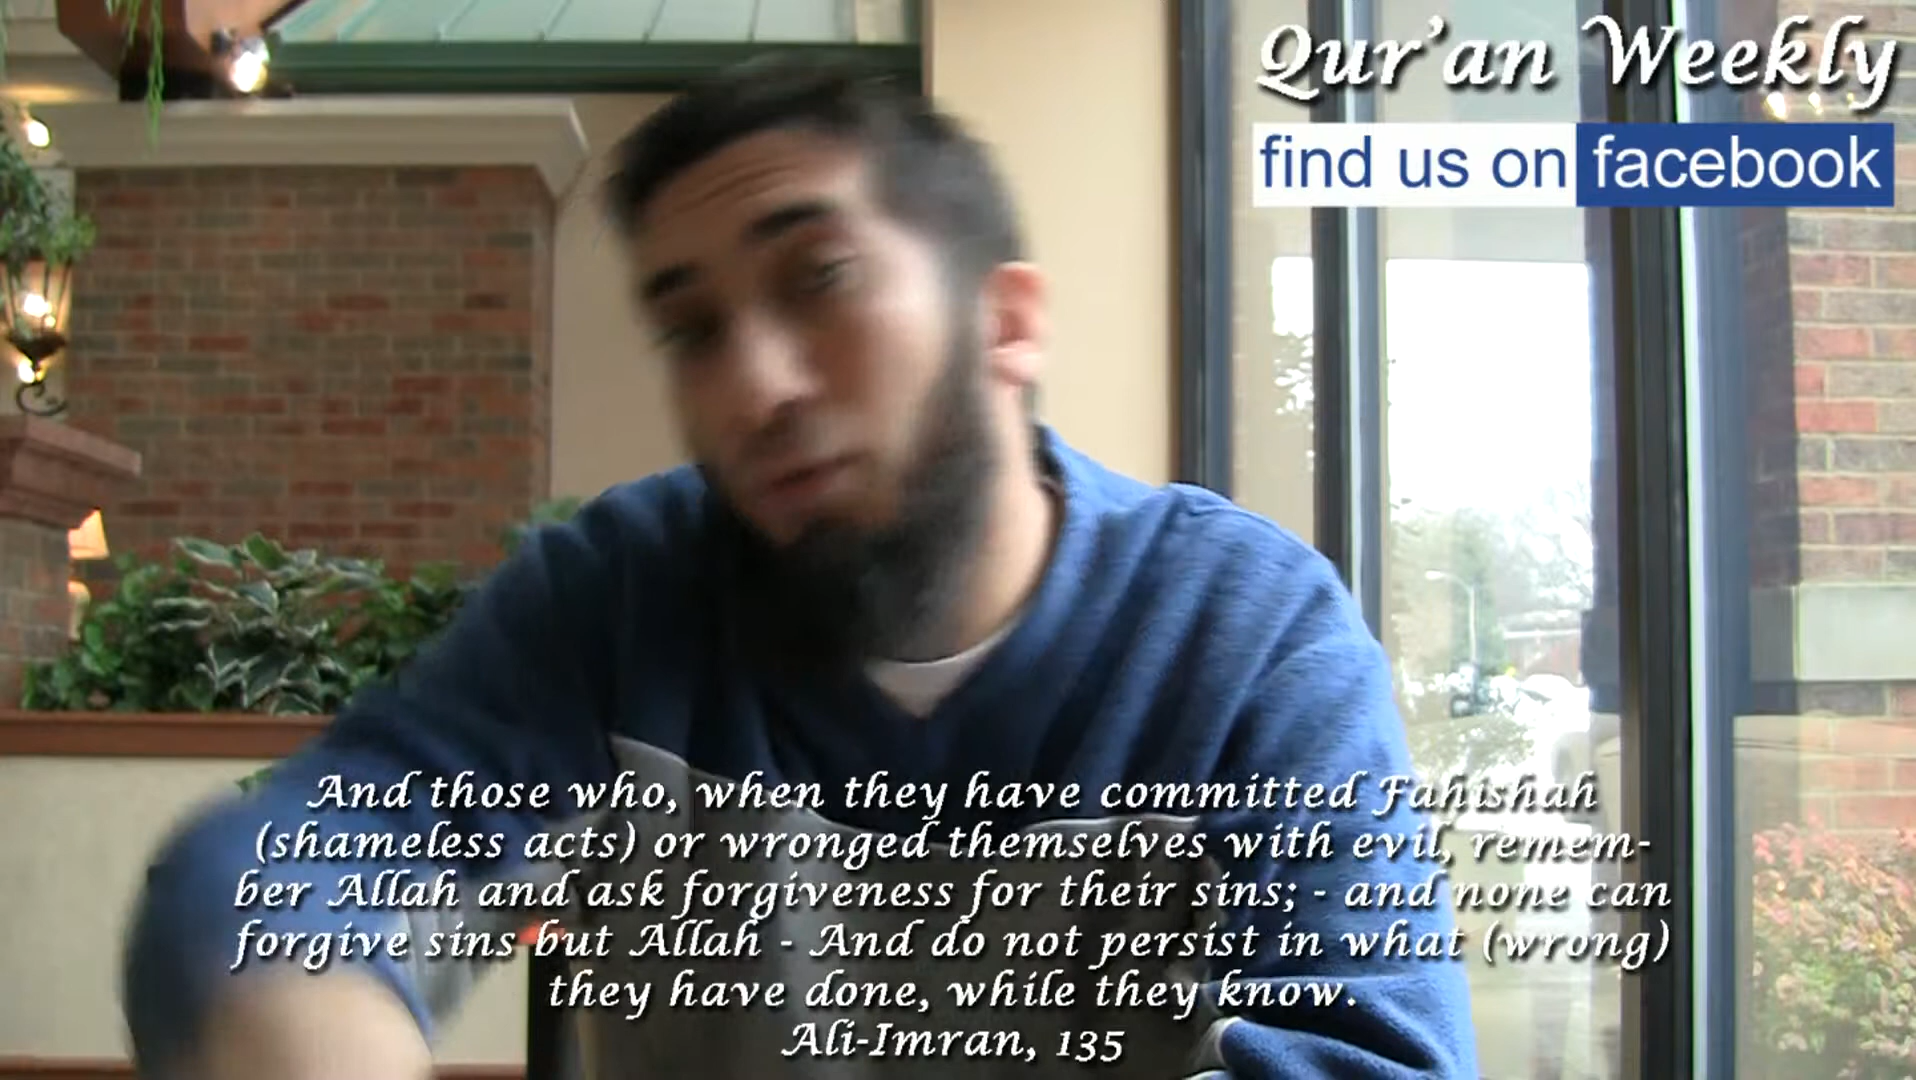 Qur'an Weekly
find us on facebook
And those who, when they have committed Fahishah
(shameless acts) or wronged themselves with evil, remem-
ber Allah and ask forgiveness for their sins; - and none can
forgive sins but Allah - And do not persist in what (wrong)
they have done, while they know.
Ali-Imran, 135